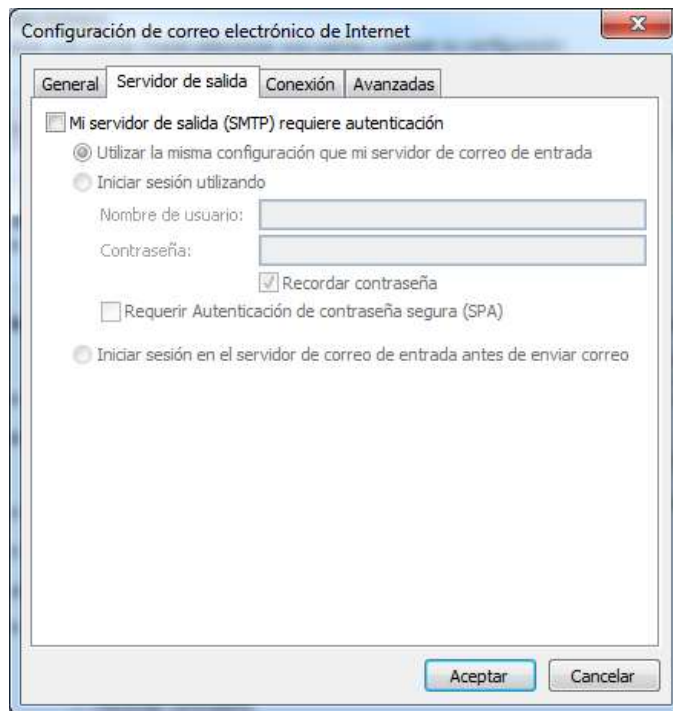 Configuración de correo electrónico de Internet
General Servidor de salida Conexión Avanzadas
Mi servidor de salida (SMTP) requiere autenticación
Utilizar la misma configuración que mi servidor de correo de entrada
Iniciar sesión utilizando
Nombre de usuario:
Contraseña:
Recordar contraseña
Requerir Autenticación de contraseña segura (SPA)
Iniciar sesión en el servidor de correo de entrada antes de enviar correo
Aceptar Cancelar